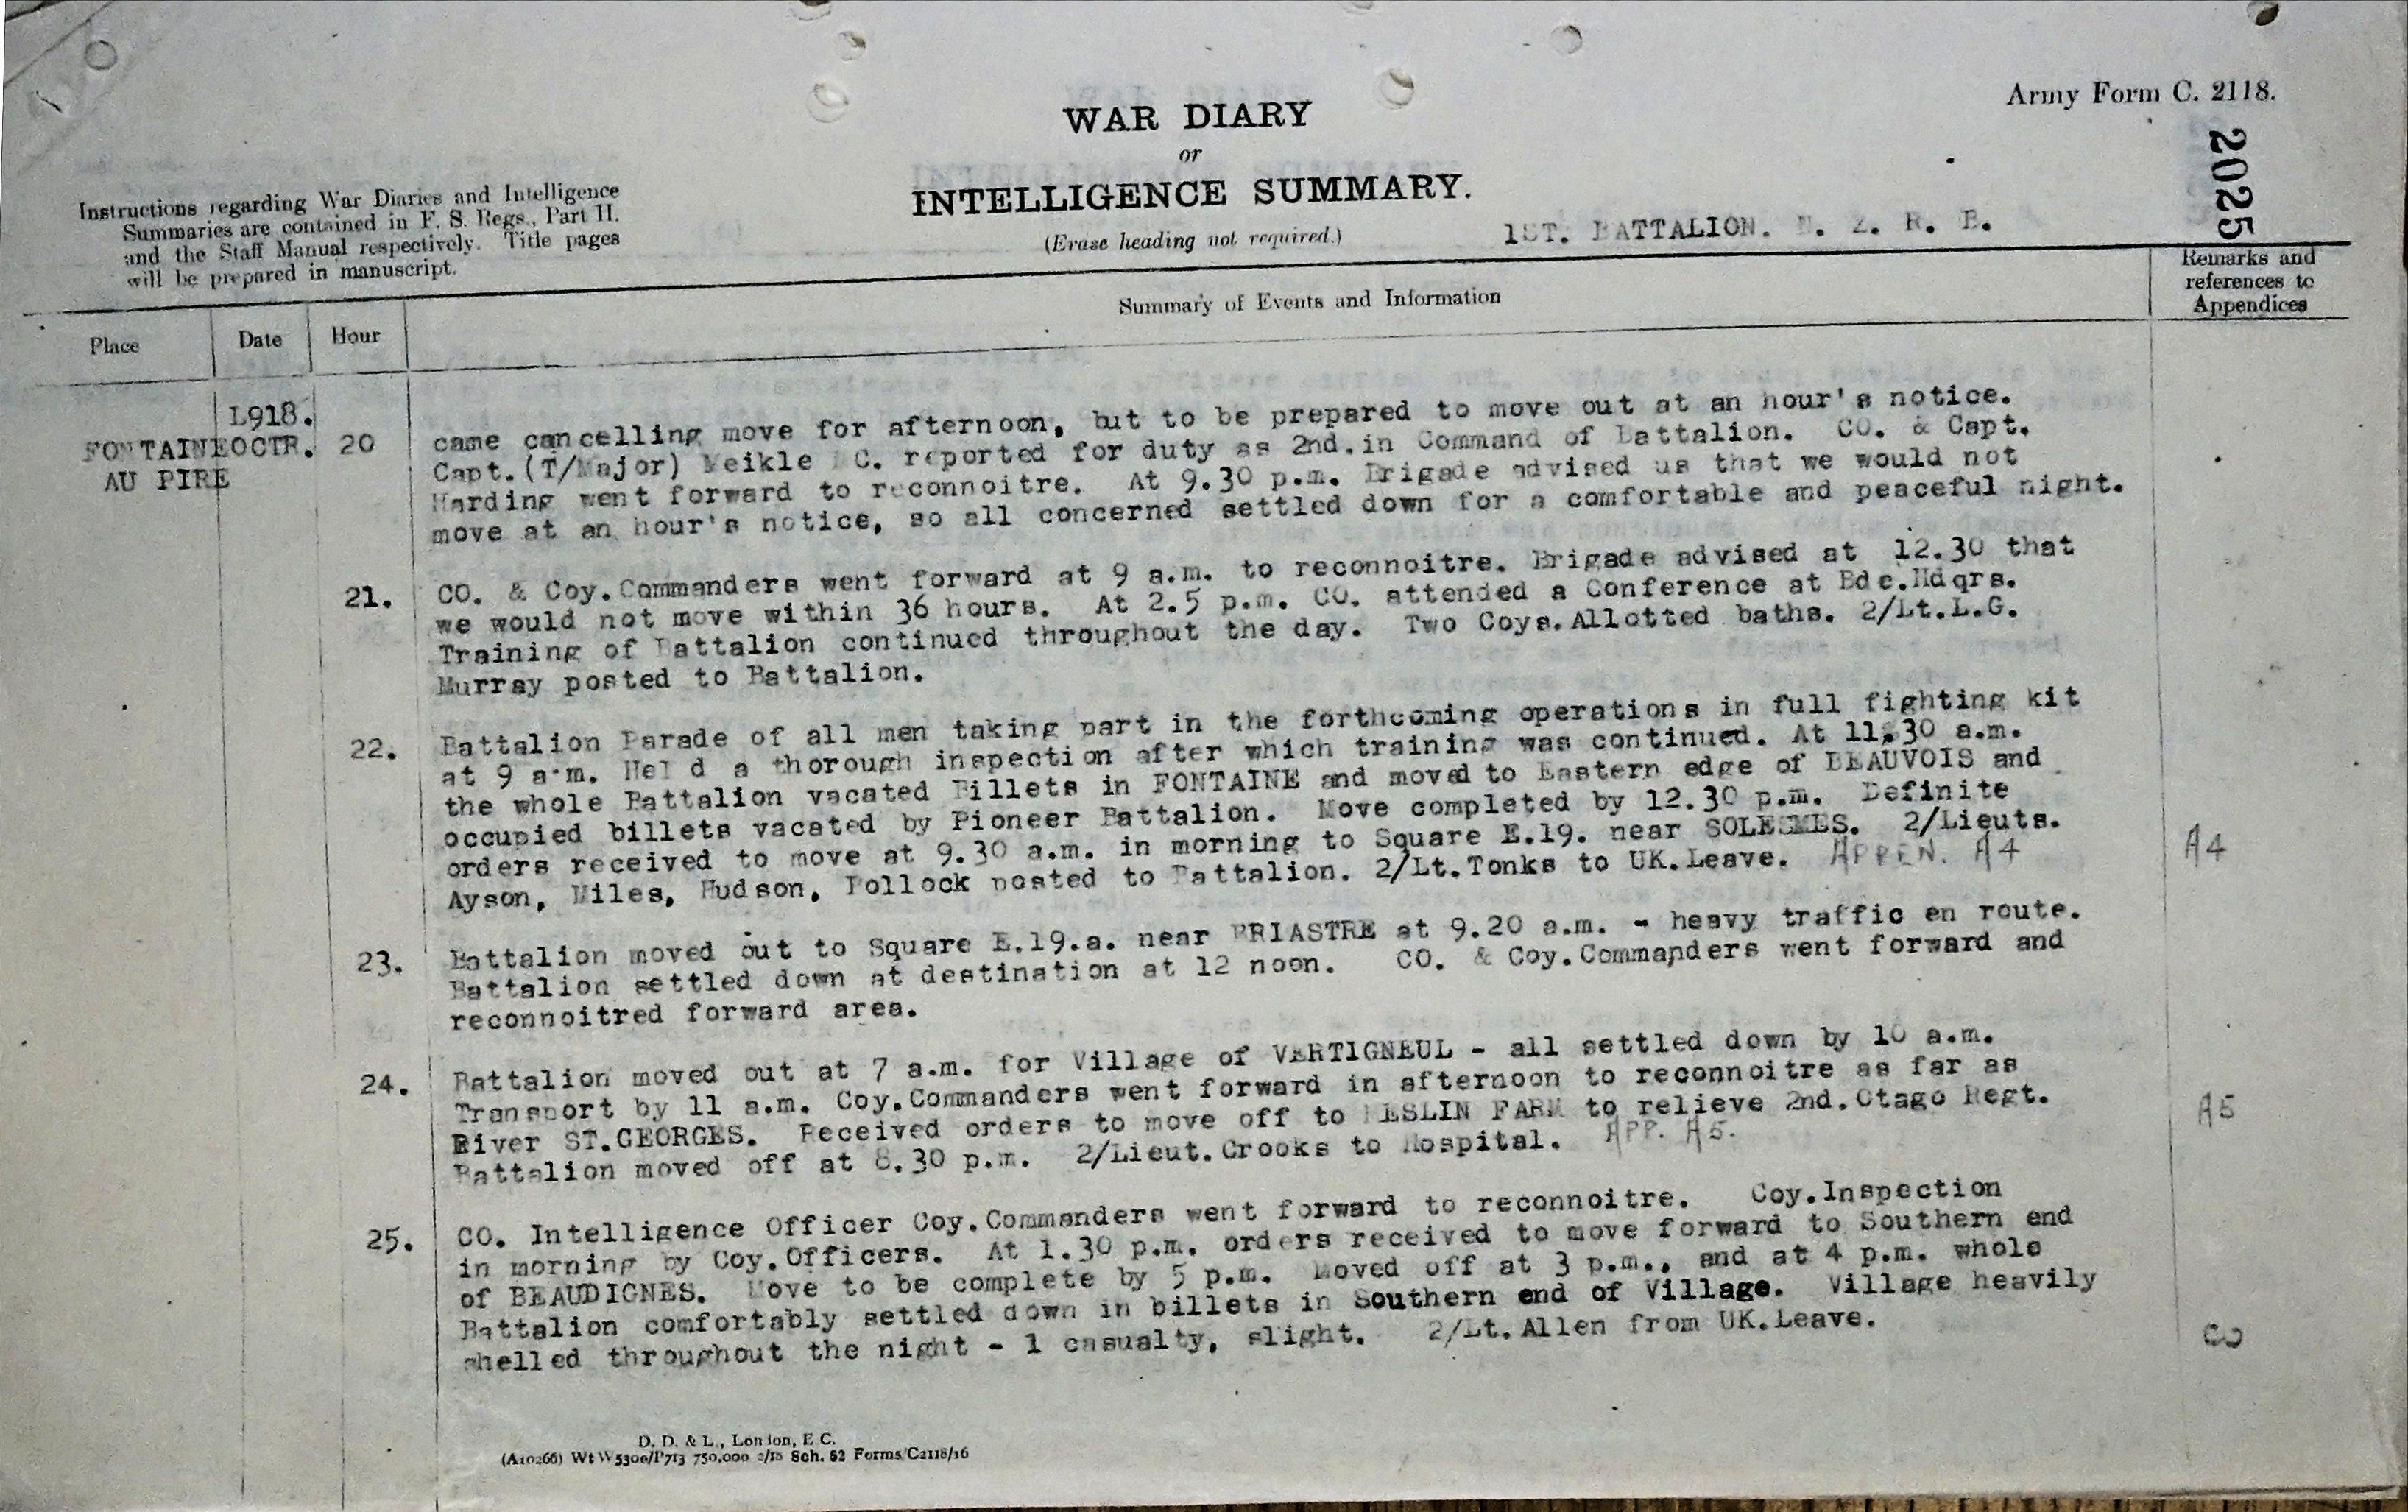 Army Form C. 2118.
WAR DIARY
or
INTELLIGENCE SUMMARY.
(Erase heading not required.)
2025
Instructions regarding War Diaries and Intelligence
Summaries are contained in F. S. Regs., Part II.
and the Staff Manual respectively. Title pages
will be prepared in manuscript.
1ST. BATTALION. N. Z. R. B.
Place Date Hour Summary of Events and Information
Remarks and
references to
Appendices
L918.
FONTAINE OCTR. 20
AU PIRE
came cancelling move for afternoon, but to be prepared to move out at an hour's notice.
Capt.(T/Major) Meikle C. reported for duty as 2nd.in Command of Battalion. CO. & Capt.
Harding went forward to reconnoitre. At 9.30 p.m. Brigade advised us that we would not
move at an hour's notice, so all concerned settled down for a comfortable and peaceful night.
21. CO. & Coy.Commanders went forward at 9 a.m. to reconnoitre. Brigade advised at 12.30 that
we would not move within 36 hours. At 2.5 p.m. CO. attended a Conference at Bde.Hdqrs.
Training of Battalion continued throughout the day. Two Coys.Allotted baths. 2/Lt.L.G.
Murray posted to Battalion.
22. Battalion Parade of all men taking part in the forthcoming operations in full fighting kit
at 9 a.m. Held a thorough inspection after which training was continued. At 11.30 a.m.
the whole Battalion vacated Billets in FONTAINE and moved to Eastern edge of BEAUVOIS and
occupied billets vacated by Pioneer Battalion. Move completed by 12.30 p.m. Definite
orders received to move at 9.30 a.m. in morning to Square E.19. near SOLESMES. 2/Lieuts.
Ayson, Miles, Hudson, Pollock posted to Battalion. 2/Lt.Tonks to UK.Leave. APPEN. A4
A4
23. Battalion moved out to Square E.19.a. near BRIASTRE at 9.20 a.m. - heavy traffic en route.
Battalion settled down at destination at 12 noon. CO. & Coy.Commanders went forward and
reconnoitred forward area.
24. Battalion moved out at 7 a.m. for Village of VERTIGNEUL - all settled down by 10 a.m.
Transport by 11 a.m. Coy.Commanders went forward in afternoon to reconnoitre as far as
River ST.GEORGES. Received orders to move off to BESLIN FARM to relieve 2nd.Otago Regt.
Battalion moved off at 8.30 p.m. 2/Lieut.Crooks to Hospital. APP. A5.
A5
25. CO. Intelligence Officer Coy.Commanders went forward to reconnoitre. Coy.Inspection
in morning by Coy.Officers. At 1.30 p.m. orders received to move forward to Southern end
of BEAUDIGNES. Move to be complete by 5 p.m. Moved off at 3 p.m., and at 4 p.m. whole
Battalion comfortably settled down in billets in Southern end of Village. Village heavily
shelled throughout the night - 1 casualty, slight. 2/Lt.Allen from UK.Leave.
D. D. & L., London, E.C.
(A10266) Wt W5300/P713 750,000 2/18 Sch. 52 Forms/C2118/16